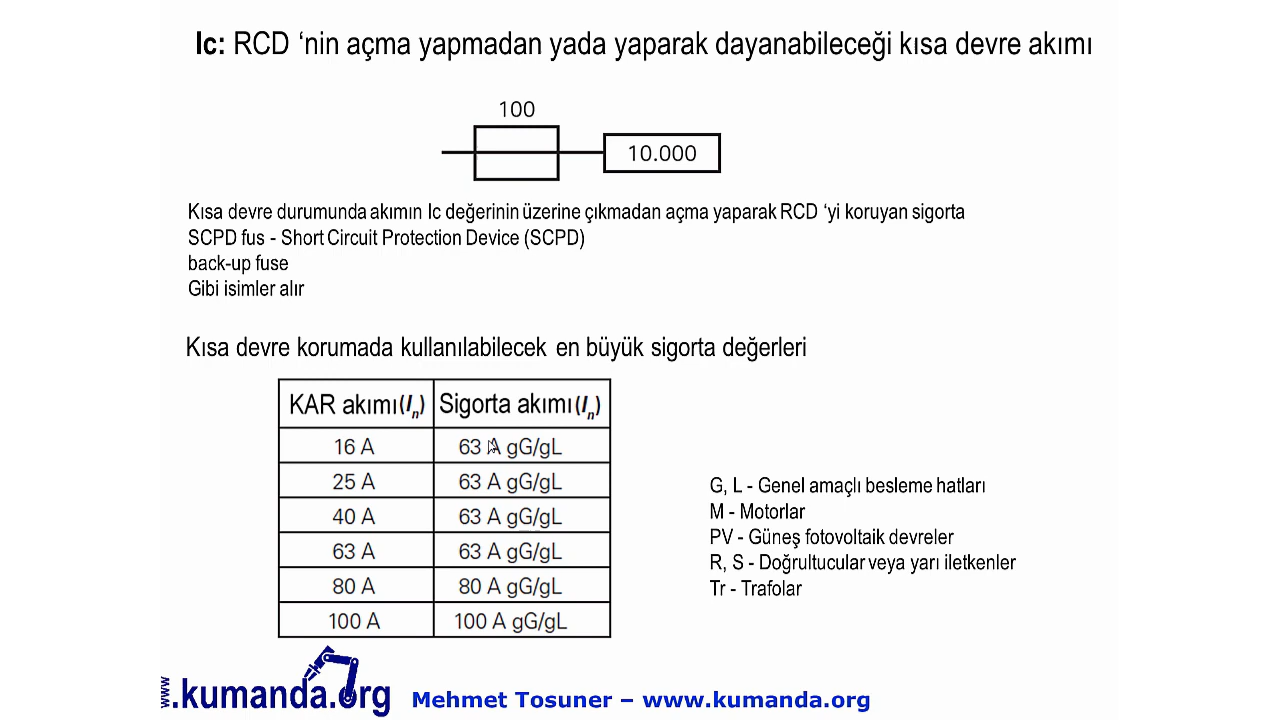 Ic: RCD ‘nin açma yapmadan yada yaparak dayanabileceği kısa devre akımı
100
10.000
Kısa devre durumunda akımın Ic değerinin üzerine çıkmadan açma yaparak RCD ‘yi koruyan sigorta
SCPD fus - Short Circuit Protection Device (SCPD)
back-up fuse
Gibi isimler alır
Kısa devre korumada kullanılabilecek en büyük sigorta değerleri
KAR akımı(In) Sigorta akımı(In)
16 A 63 A gG/gL
25 A 63 A gG/gL
40 A 63 A gG/gL
63 A 63 A gG/gL
80 A 80 A gG/gL
100 A 100 A gG/gL
G, L - Genel amaçlı besleme hatları
M - Motorlar
PV - Güneş fotovoltaik devreler
R, S - Doğrultucular veya yarı iletkenler
Tr - Trafolar
www.kumanda.org
Mehmet Tosuner – www.kumanda.org